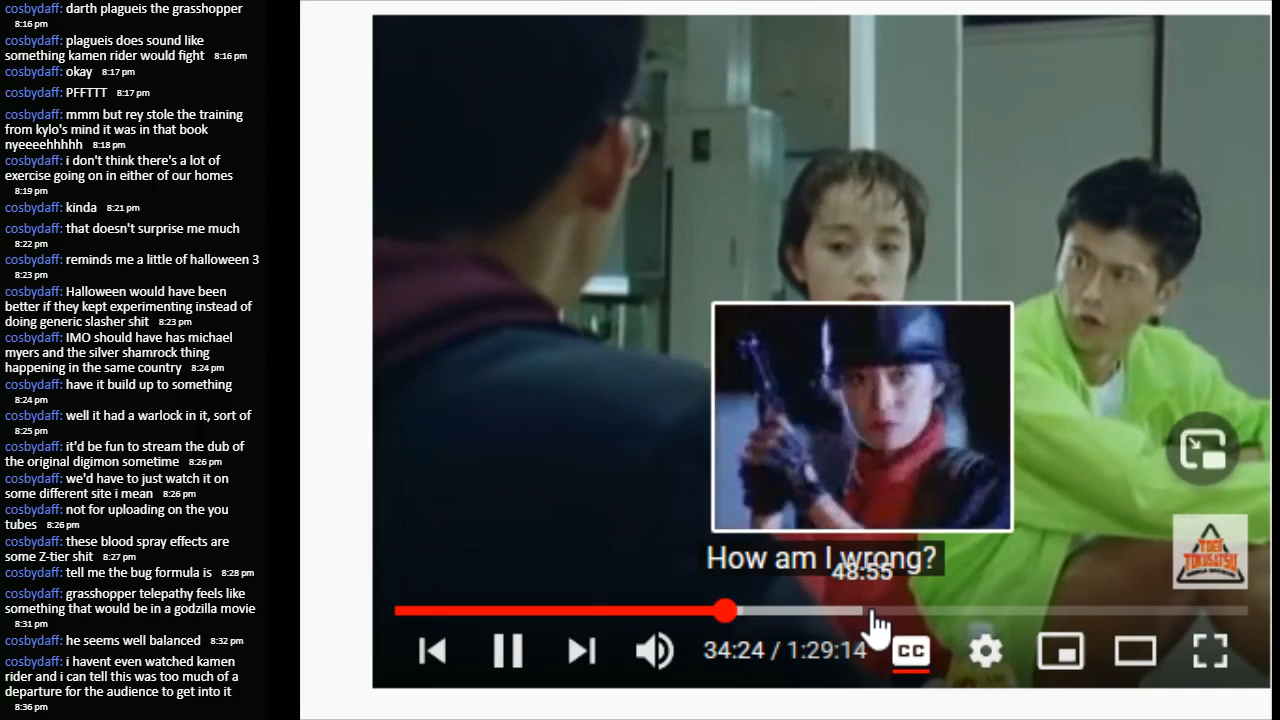 cosbydaff: darth plagueis the grasshopper
8:16 pm
cosbydaff: plagueis does sound like
something kamen rider would fight 8:16 pm
cosbydaff: okay 8:17 pm
cosbydaff: PFFTTT 8:17 pm
cosbydaff: mmm but rey stole the training
from kylo's mind it was in that book
nyeeeehhhhh 8:18 pm
cosbydaff: i don't think there's a lot of
exercise going on in either of our homes
8:19 pm
cosbydaff: kinda 8:21 pm
cosbydaff: that doesn't surprise me much
8:22 pm
cosbydaff: reminds me a little of halloween 3
8:23 pm
cosbydaff: Halloween would have been
better if they kept experimenting instead of
doing generic slasher shit 8:23 pm
cosbydaff: IMO should have has michael
myers and the silver shamrock thing
happening in the same country 8:24 pm
cosbydaff: have it build up to something
8:24 pm
cosbydaff: well it had a warlock in it, sort of
8:25 pm
cosbydaff: it'd be fun to stream the dub of
the original digimon sometime 8:26 pm
cosbydaff: we'd have to just watch it on
some different site i mean 8:26 pm
cosbydaff: not for uploading on the you
tubes 8:26 pm
cosbydaff: these blood spray effects are
some Z-tier shit 8:27 pm
cosbydaff: tell me the bug formula is 8:28 pm
cosbydaff: grasshopper telepathy feels like
something that would be in a godzilla movie
8:31 pm
cosbydaff: he seems well balanced 8:32 pm
cosbydaff: i havent even watched kamen
rider and i can tell this was too much of a
departure for the audience to get into it
8:36 pm
How am I wrong?
48:55
34:24 / 1:29:14
CC
TOEI
TOKUSATSU